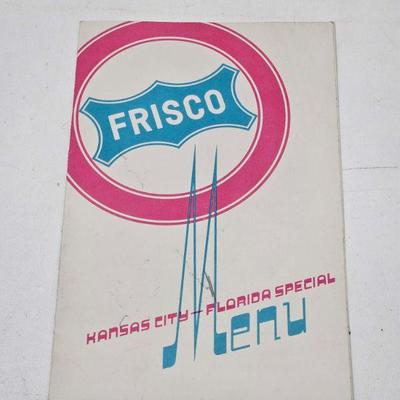 FRISCO
KANSAS CITY — FLORIDA SPECIAL
Menu